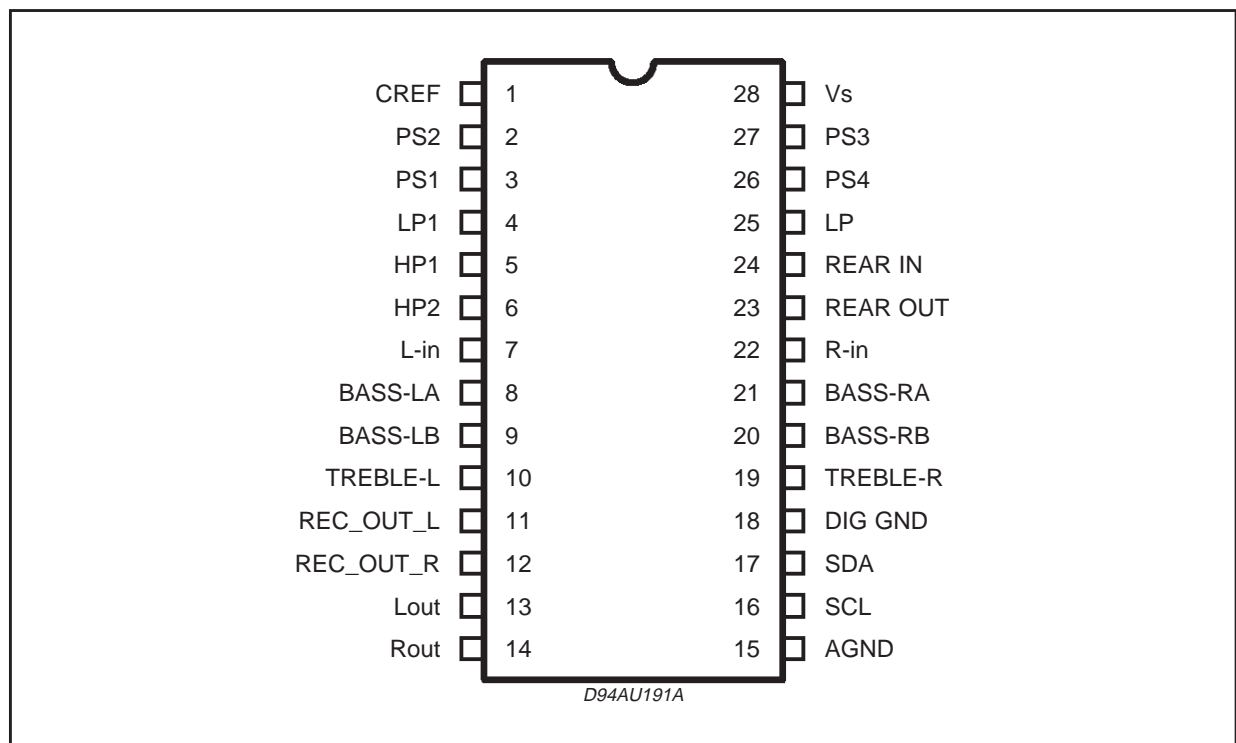 CREF 1 28 Vs
PS2 2 27 PS3
PS1 3 26 PS4
LP1 4 25 LP
HP1 5 24 REAR IN
HP2 6 23 REAR OUT
L-in 7 22 R-in
BASS-LA 8 21 BASS-RA
BASS-LB 9 20 BASS-RB
TREBLE-L 10 19 TREBLE-R
REC_OUT_L 11 18 DIG GND
REC_OUT_R 12 17 SDA
Lout 13 16 SCL
Rout 14 15 AGND
D94AU191A